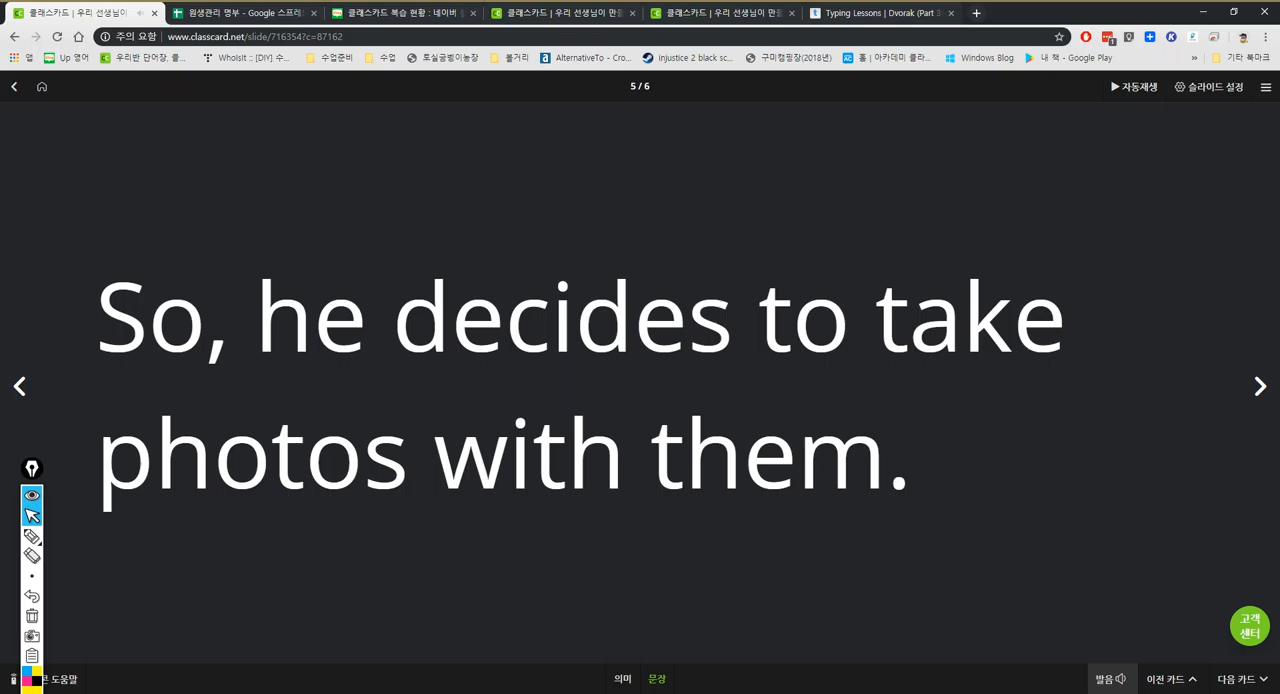 클래스카드 | 우리 선생님이
원생관리 명부 - Google 스프레
클래스카드 복습 현황 : 네이버
클래스카드 | 우리 선생님이 만든
클래스카드 | 우리 선생님이 만든
Typing Lessons | Dvorak (Part 3
주의 요함 www.classcard.net/slide/716354?c=87162
앱 Up 영어 우리반 단어장, 클... WhoIst :: [DIY] 수... 수업준비 수업 토실궁벵이농장 볼거리 AlternativeTo - Cro... injustice 2 black sc... 구미캠핑장(2018년) 홈 | 아카데미 클라... Windows Blog 내 책 - Google Play » 기타 북마크
5 / 6
자동재생 슬라이드 설정
So, he decides to take
photos with them.
고객
센터
도움말 의미 문장 발음 이전 카드 다음 카드